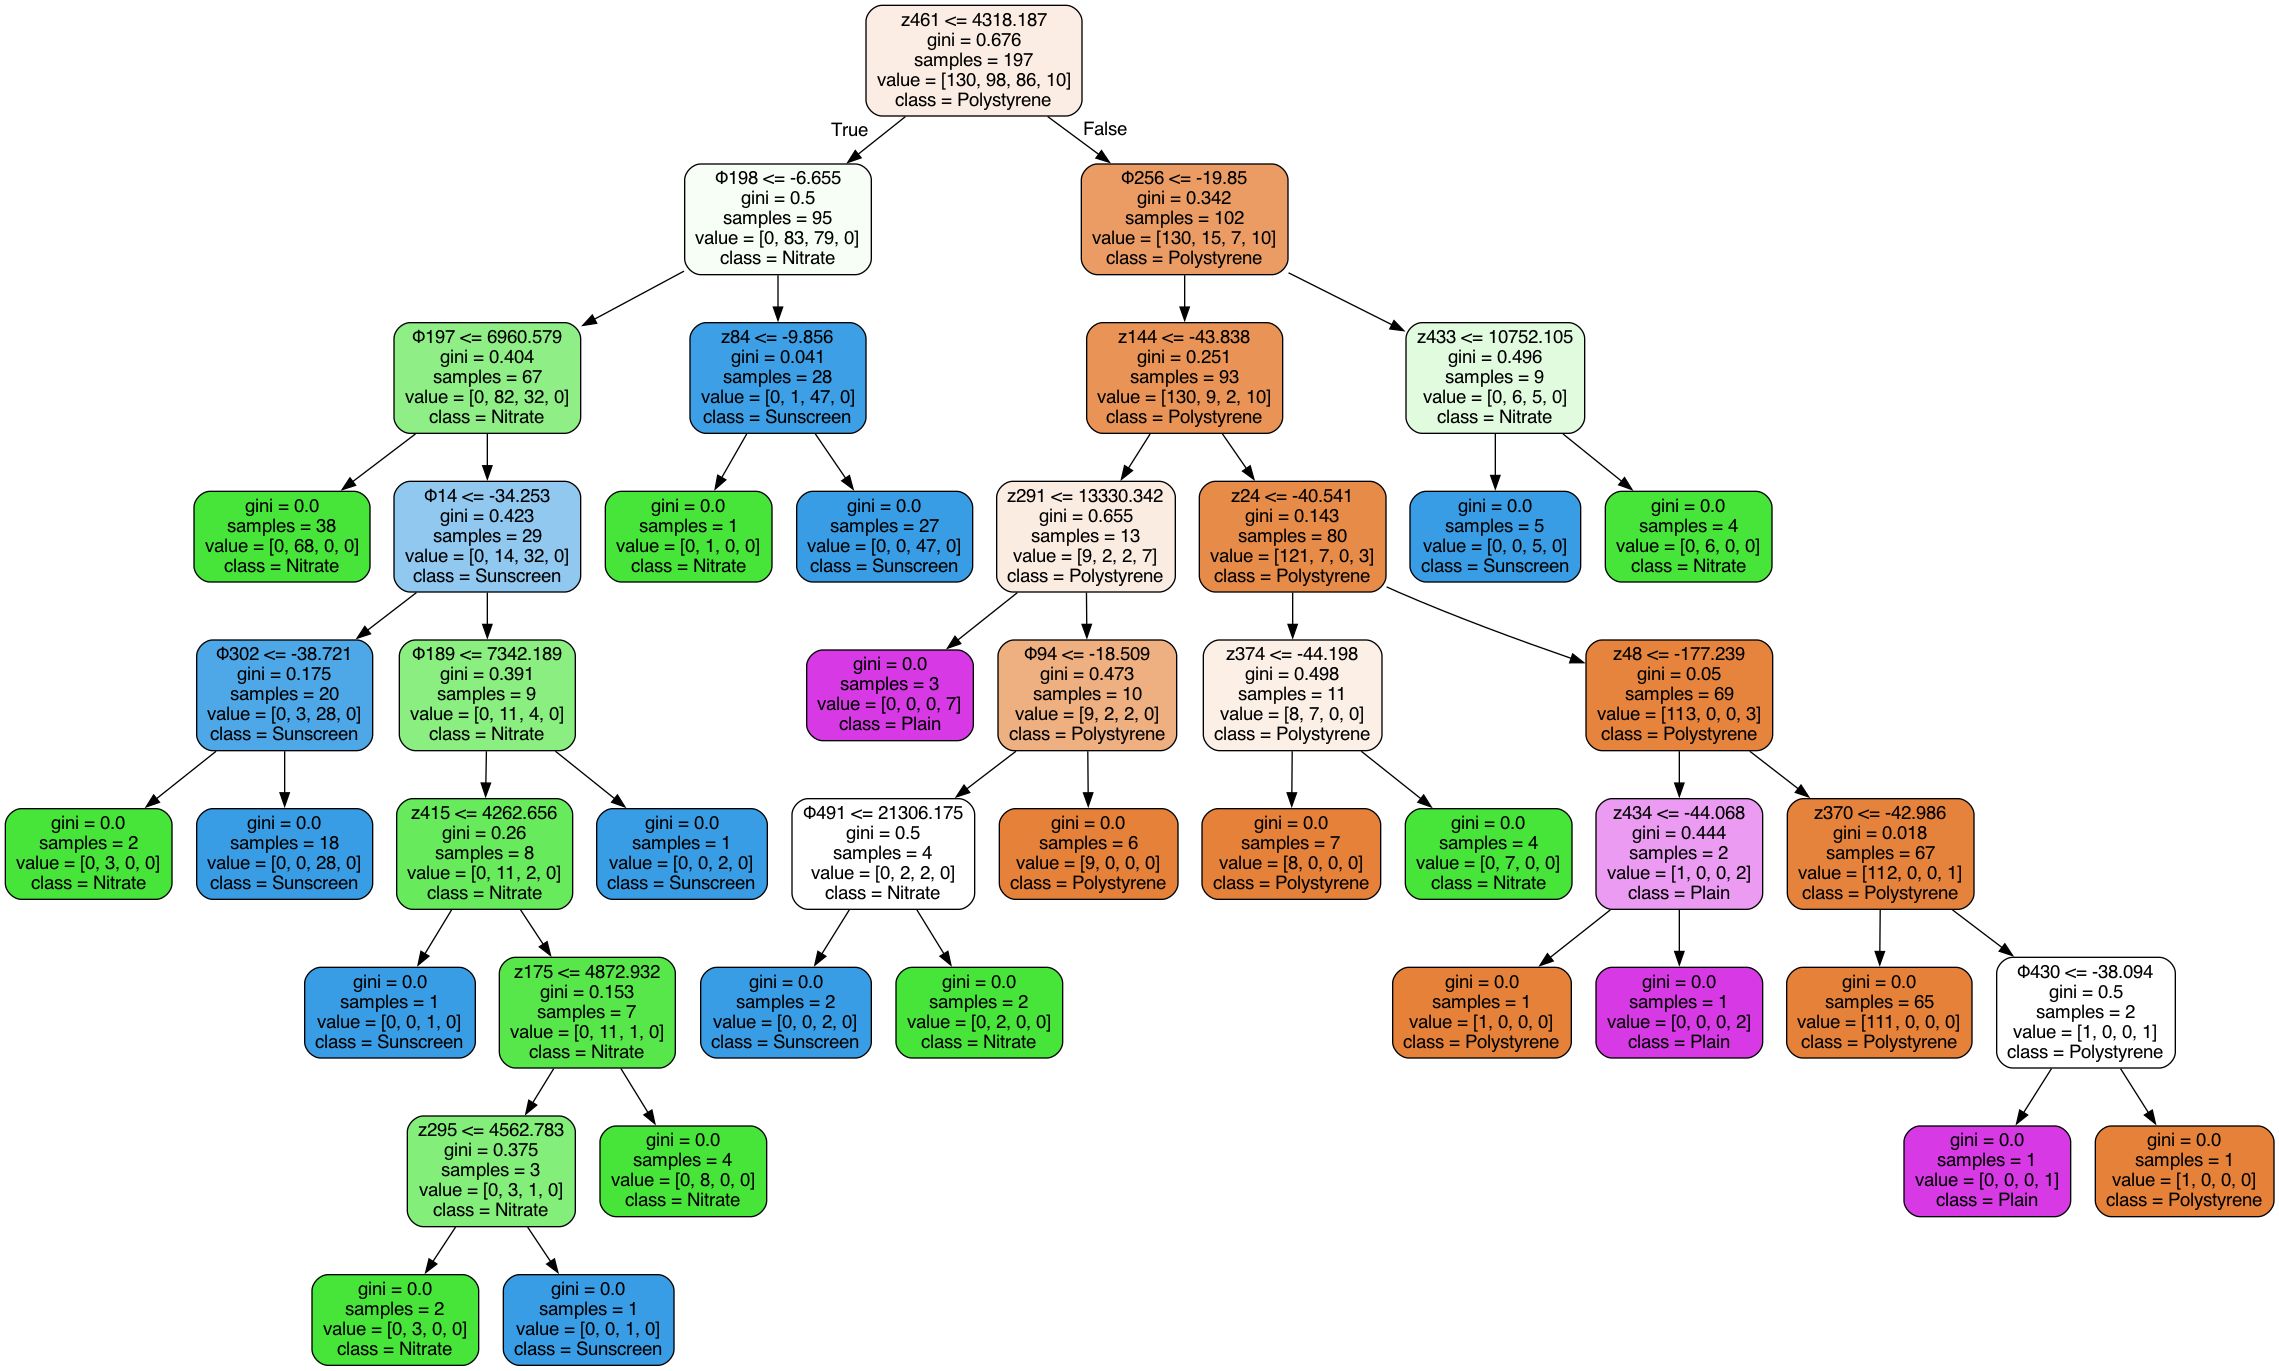 z461 <= 4318.187
gini = 0.676
samples = 197
value = [130, 98, 86, 10]
class = Polystyrene
True
False
Φ198 <= -6.655
gini = 0.5
samples = 95
value = [0, 83, 79, 0]
class = Nitrate
Φ256 <= -19.85
gini = 0.342
samples = 102
value = [130, 15, 7, 10]
class = Polystyrene
Φ197 <= 6960.579
gini = 0.404
samples = 67
value = [0, 82, 32, 0]
class = Nitrate
z84 <= -9.856
gini = 0.041
samples = 28
value = [0, 1, 47, 0]
class = Sunscreen
z144 <= -43.838
gini = 0.251
samples = 93
value = [130, 9, 2, 10]
class = Polystyrene
z433 <= 10752.105
gini = 0.496
samples = 9
value = [0, 6, 5, 0]
class = Nitrate
gini = 0.0
samples = 38
value = [0, 68, 0, 0]
class = Nitrate
Φ14 <= -34.253
gini = 0.423
samples = 29
value = [0, 14, 32, 0]
class = Sunscreen
gini = 0.0
samples = 1
value = [0, 1, 0, 0]
class = Nitrate
gini = 0.0
samples = 27
value = [0, 0, 47, 0]
class = Sunscreen
z291 <= 13330.342
gini = 0.655
samples = 13
value = [9, 2, 2, 7]
class = Polystyrene
z24 <= -40.541
gini = 0.143
samples = 80
value = [121, 7, 0, 3]
class = Polystyrene
gini = 0.0
samples = 5
value = [0, 0, 5, 0]
class = Sunscreen
gini = 0.0
samples = 4
value = [0, 6, 0, 0]
class = Nitrate
Φ302 <= -38.721
gini = 0.175
samples = 20
value = [0, 3, 28, 0]
class = Sunscreen
Φ189 <= 7342.189
gini = 0.391
samples = 9
value = [0, 11, 4, 0]
class = Nitrate
gini = 0.0
samples = 3
value = [0, 0, 0, 7]
class = Plain
Φ94 <= -18.509
gini = 0.473
samples = 10
value = [9, 2, 2, 0]
class = Polystyrene
z374 <= -44.198
gini = 0.498
samples = 11
value = [8, 7, 0, 0]
class = Polystyrene
z48 <= -177.239
gini = 0.05
samples = 69
value = [113, 0, 0, 3]
class = Polystyrene
gini = 0.0
samples = 2
value = [0, 3, 0, 0]
class = Nitrate
gini = 0.0
samples = 18
value = [0, 0, 28, 0]
class = Sunscreen
z415 <= 4262.656
gini = 0.26
samples = 8
value = [0, 11, 2, 0]
class = Nitrate
gini = 0.0
samples = 1
value = [0, 0, 2, 0]
class = Sunscreen
Φ491 <= 21306.175
gini = 0.5
samples = 4
value = [0, 2, 2, 0]
class = Nitrate
gini = 0.0
samples = 6
value = [9, 0, 0, 0]
class = Polystyrene
gini = 0.0
samples = 7
value = [8, 0, 0, 0]
class = Polystyrene
gini = 0.0
samples = 4
value = [0, 7, 0, 0]
class = Nitrate
z434 <= -44.068
gini = 0.444
samples = 2
value = [1, 0, 0, 2]
class = Plain
z370 <= -42.986
gini = 0.018
samples = 67
value = [112, 0, 0, 1]
class = Polystyrene
gini = 0.0
samples = 1
value = [0, 0, 1, 0]
class = Sunscreen
z175 <= 4872.932
gini = 0.153
samples = 7
value = [0, 11, 1, 0]
class = Nitrate
gini = 0.0
samples = 2
value = [0, 0, 2, 0]
class = Sunscreen
gini = 0.0
samples = 2
value = [0, 2, 0, 0]
class = Nitrate
gini = 0.0
samples = 1
value = [1, 0, 0, 0]
class = Polystyrene
gini = 0.0
samples = 1
value = [0, 0, 0, 2]
class = Plain
gini = 0.0
samples = 65
value = [111, 0, 0, 0]
class = Polystyrene
Φ430 <= -38.094
gini = 0.5
samples = 2
value = [1, 0, 0, 1]
class = Polystyrene
z295 <= 4562.783
gini = 0.375
samples = 3
value = [0, 3, 1, 0]
class = Nitrate
gini = 0.0
samples = 4
value = [0, 8, 0, 0]
class = Nitrate
gini = 0.0
samples = 1
value = [0, 0, 0, 1]
class = Plain
gini = 0.0
samples = 1
value = [1, 0, 0, 0]
class = Polystyrene
gini = 0.0
samples = 2
value = [0, 3, 0, 0]
class = Nitrate
gini = 0.0
samples = 1
value = [0, 0, 1, 0]
class = Sunscreen